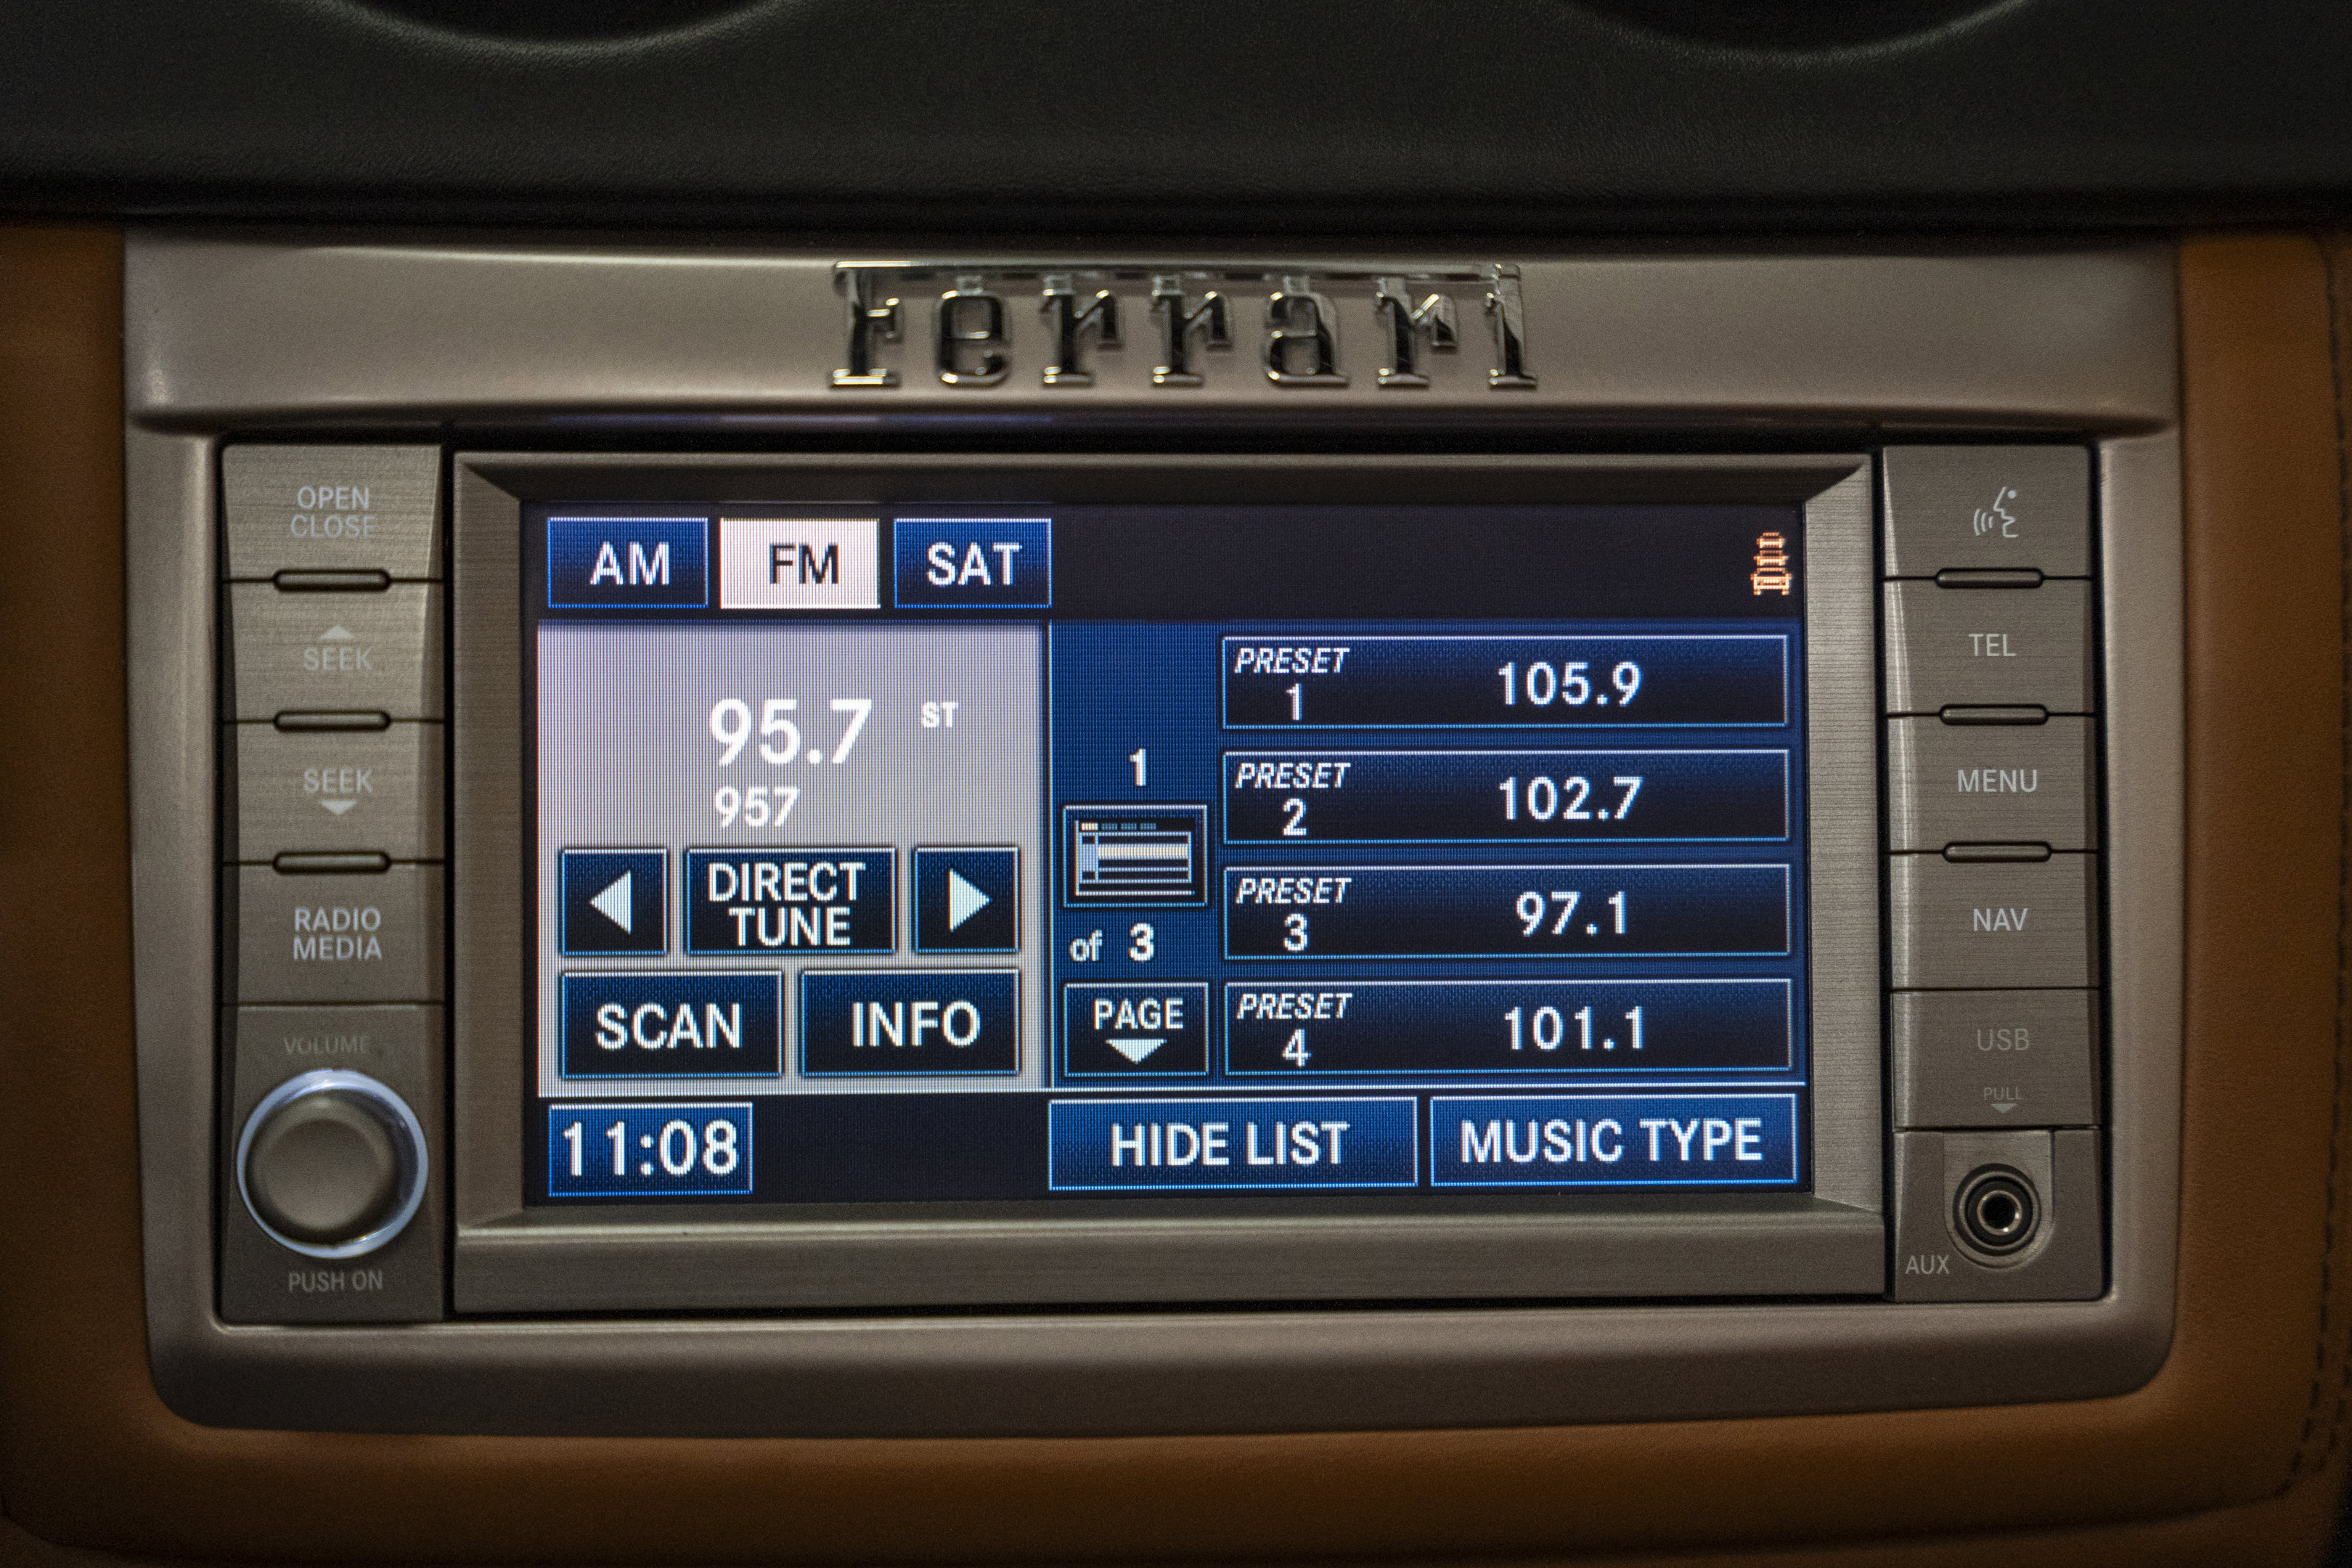 Ferrari
OPEN
CLOSE
SEEK
SEEK
RADIO
MEDIA
VOLUME
PUSH ON
AM FM SAT
95.7 ST
957
DIRECT
TUNE
SCAN INFO
1
of 3
PAGE
PRESET
1 105.9
PRESET
2 102.7
PRESET
3 97.1
PRESET
4 101.1
11:08 HIDE LIST MUSIC TYPE
TEL
MENU
NAV
USB
PULL
AUX